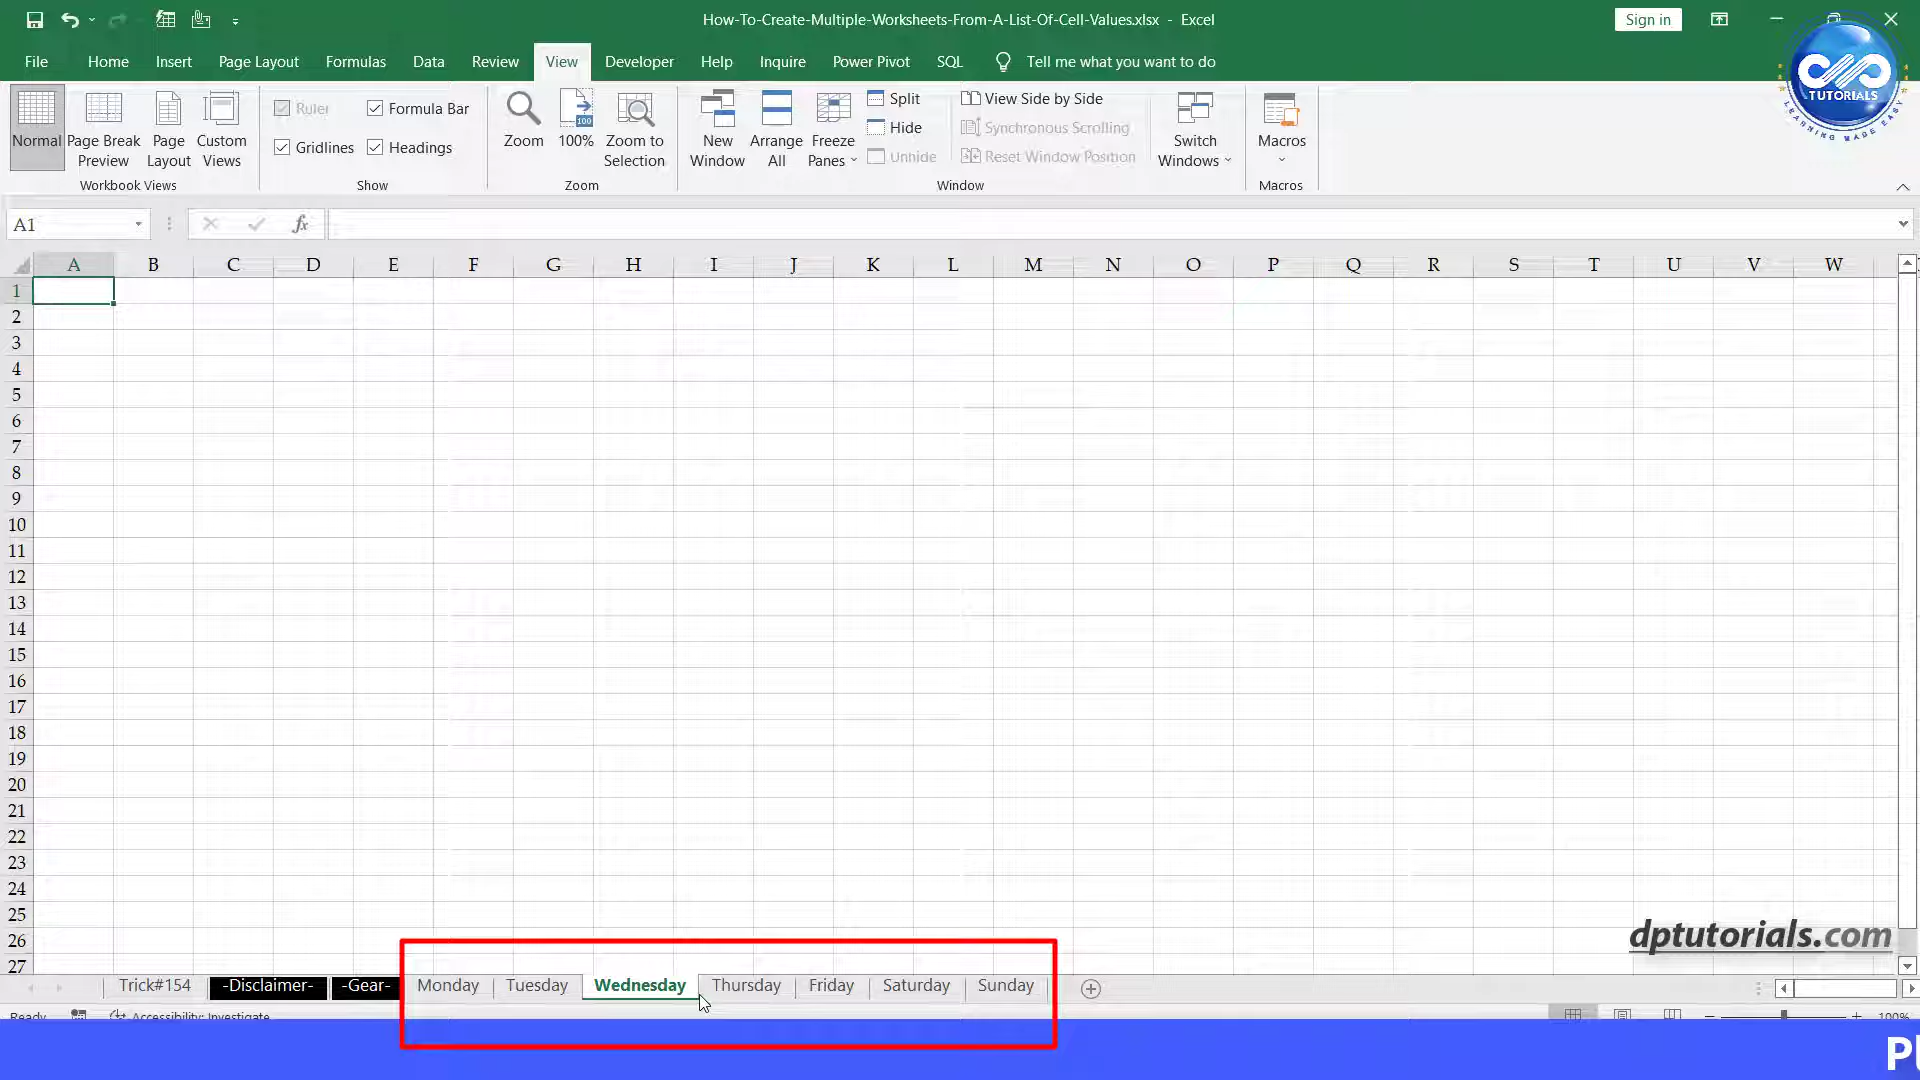 How-To-Create-Multiple-Worksheets-From-A-List-Of-Cell-Values.xlsx - Excel
Sign in
File Home Insert Page Layout Formulas Data Review View Developer Help Inquire Power Pivot SQL Tell me what you want to do
TUTORIALS
LEARNING MADE EASY
Normal
Page Break Preview
Page Layout
Custom Views
Workbook Views
Ruler
Formula Bar
Gridlines
Headings
Show
Zoom
100
100%
Zoom to Selection
Zoom
New Window
Arrange All
Freeze Panes
Split
Hide
Unhide
View Side by Side
Synchronous Scrolling
Reset Window Position
Switch Windows
Window
Macros
Macros
A1
fx
A B C D E F G H I J K L M N O P Q R S T U V W
1
2
3
4
5
6
7
8
9
10
11
12
13
14
15
16
17
18
19
20
21
22
23
24
25
26
27
dptutorials.com
Trick#154 -Disclaimer- -Gear- Monday Tuesday Wednesday Thursday Friday Saturday Sunday
Ready Accessibility: Investigate 100%